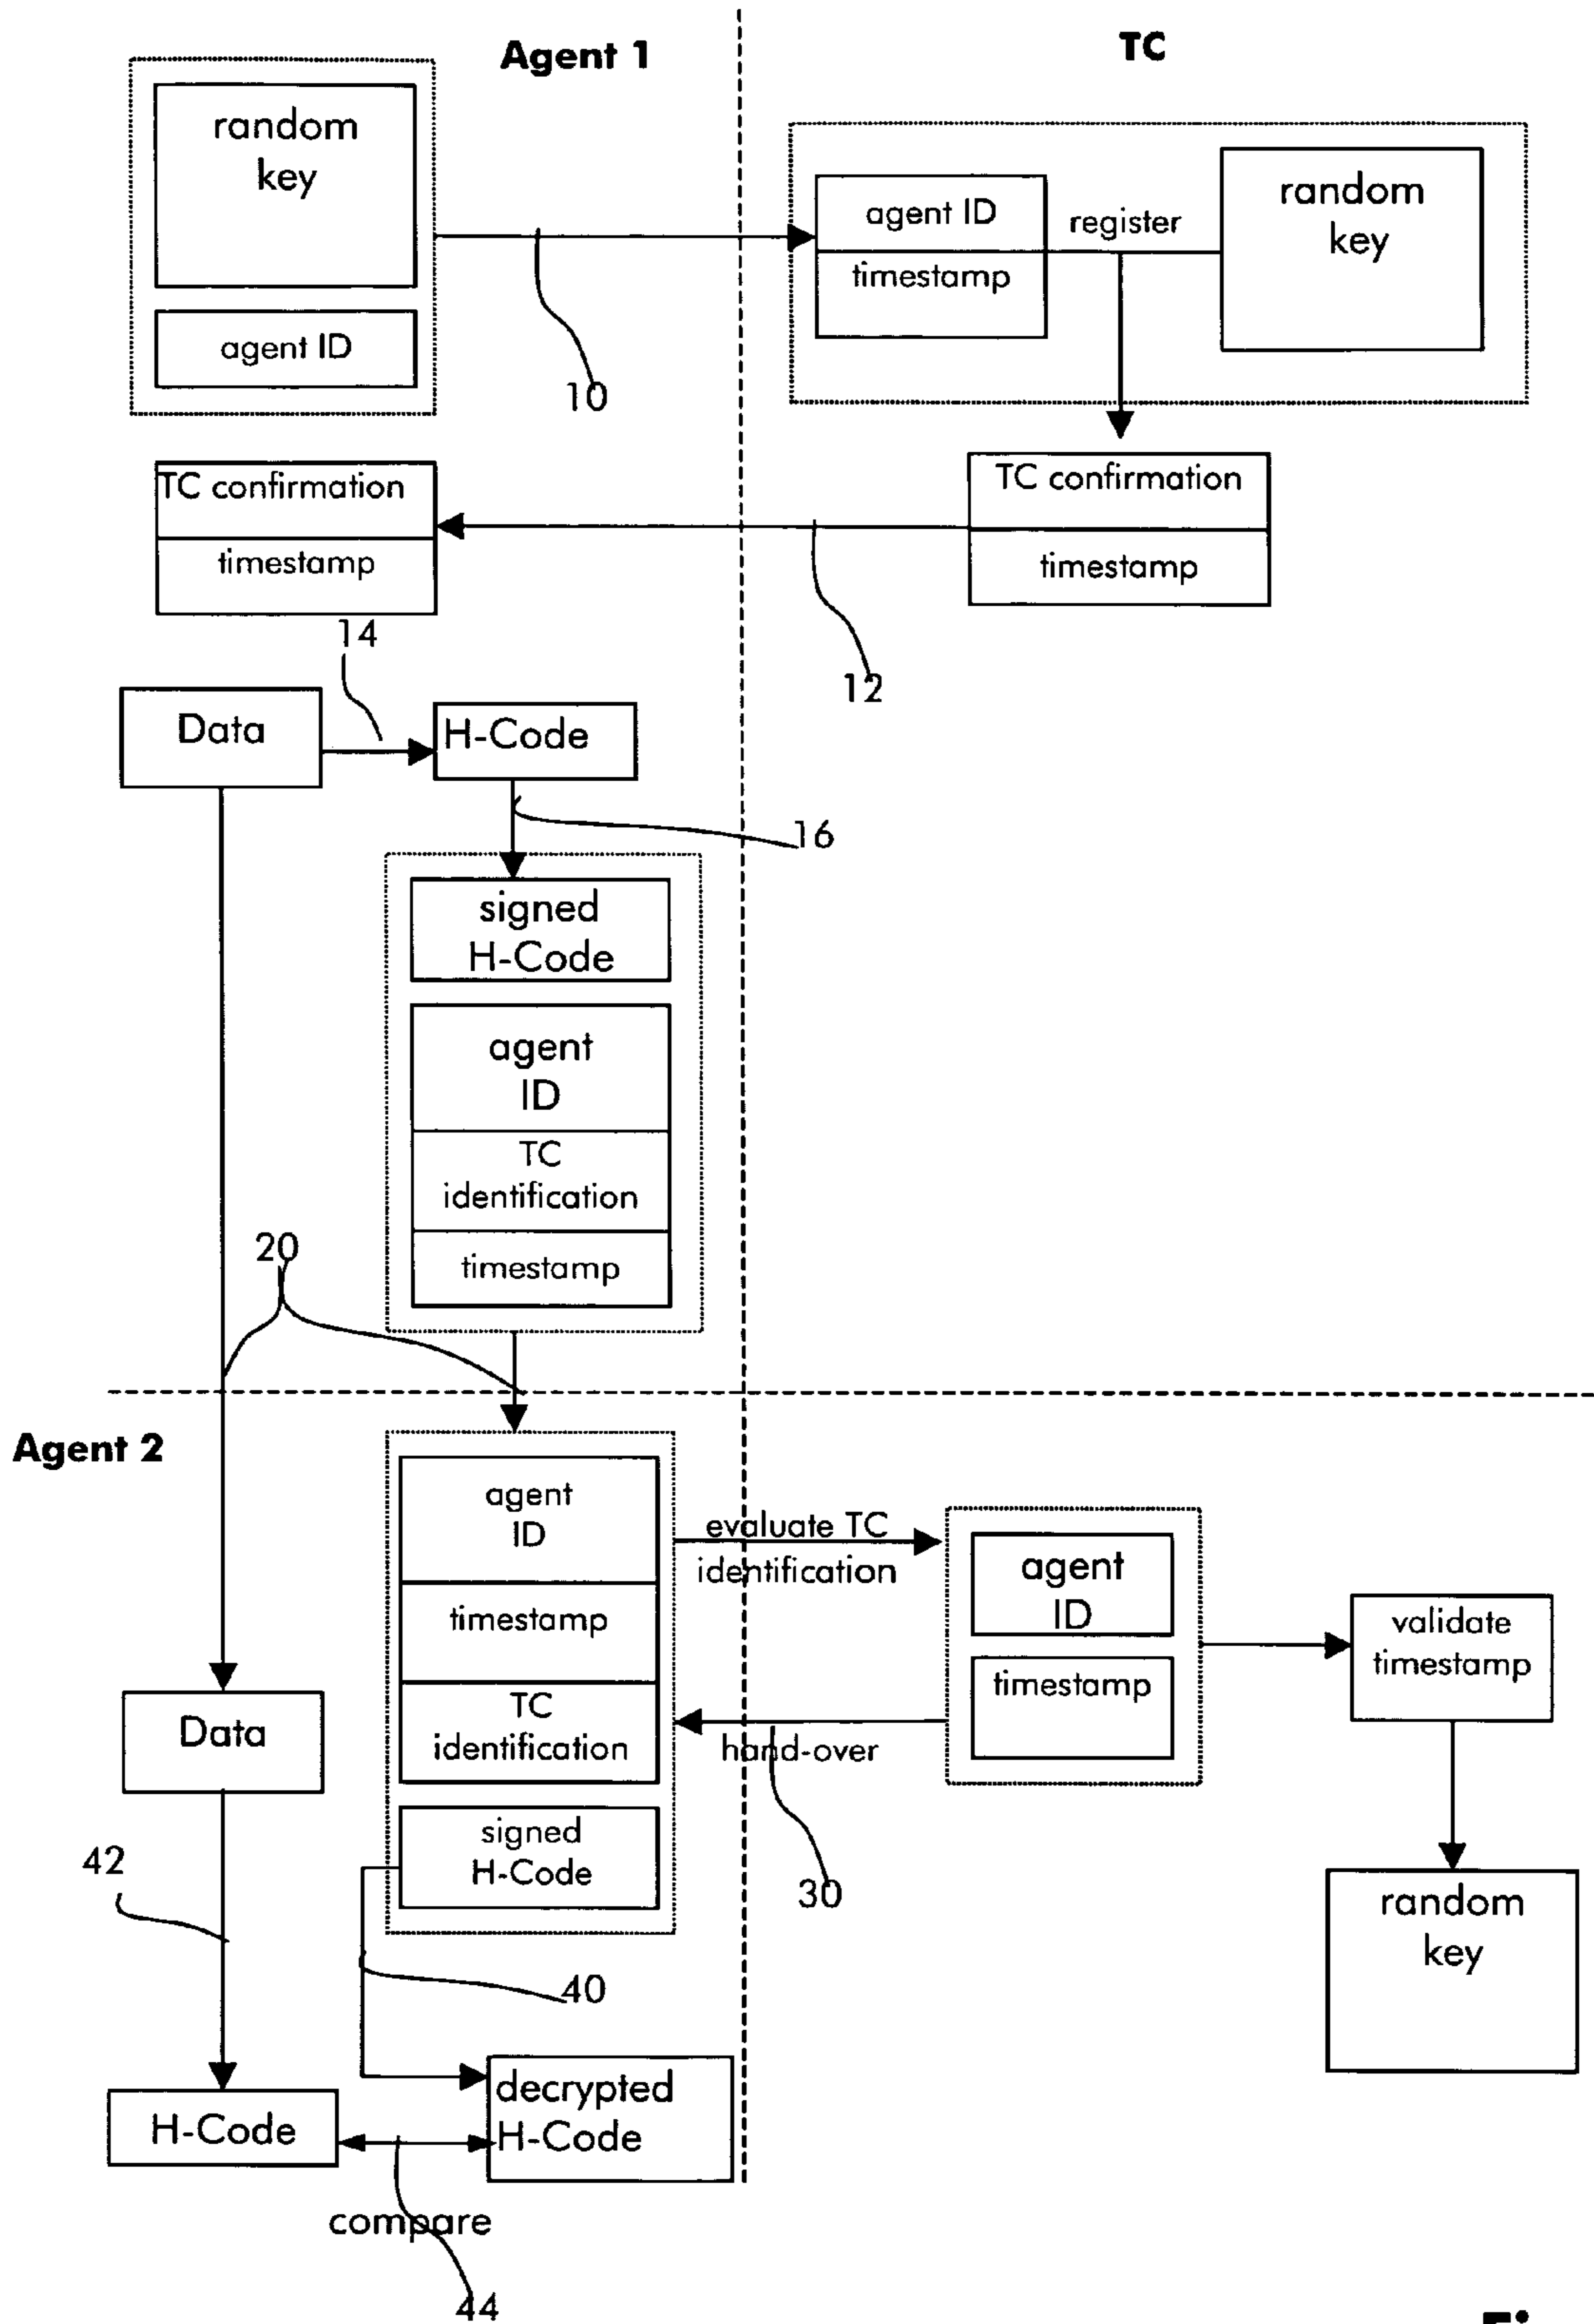 Agent 1
TC
random
key
agent ID
agent ID
register
timestamp
random
key
10
TC confirmation
timestamp
TC confirmation
timestamp
12
14
Data
H-Code
16
signed
H-Code
agent
ID
TC
identification
timestamp
20
Agent 2
agent
ID
timestamp
TC
identification
signed
H-Code
evaluate TC
identification
agent
ID
timestamp
validate
timestamp
hand-over
30
random
key
Data
42
40
H-Code
decrypted
H-Code
compare
44